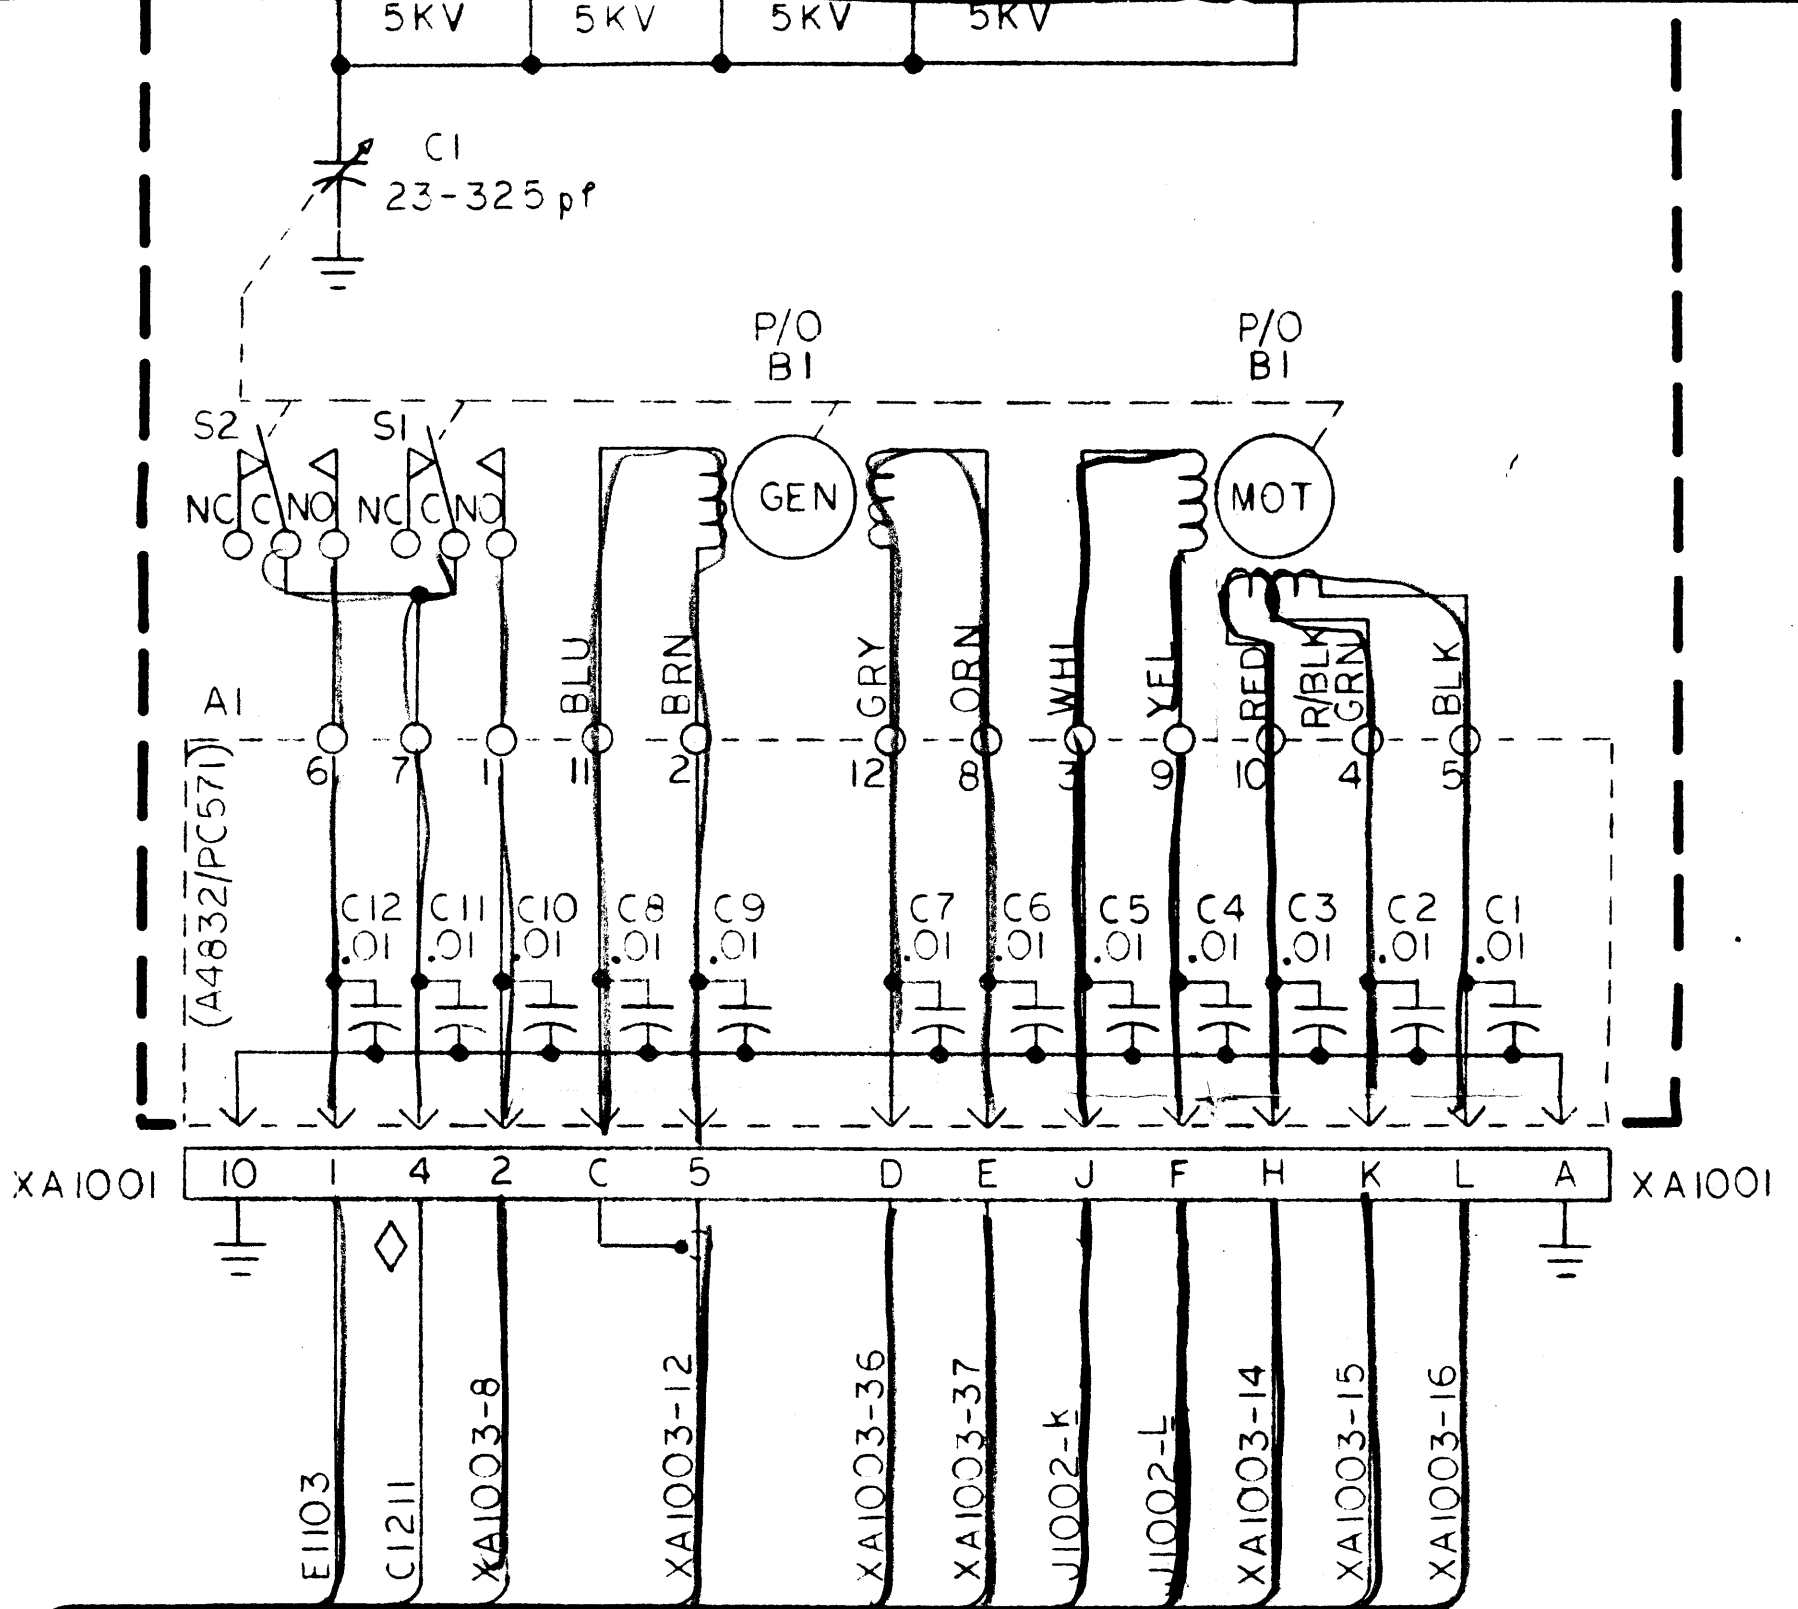 5KV 5KV 5KV 5KV
C1
23-325 pf
P/O P/O
B1 B1
S2 S1
GEN MOT
NC C NO NC C NO
BLU BRN GRY ORN WHI YEL RED R/BLK GRN BLK
A1
6 7 1 11 2 12 8 3 9 10 4 5
(A4832/PC571)
C12 C11 C10 C8 C9 C7 C6 C5 C4 C3 C2 C1
.01 .01 .01 .01 .01 .01 .01 .01 .01 .01 .01 .01
XA1001 10 1 4 2 C 5 D E J F H K L A XA1001
E1103 C1211 XA1003-8 XA1003-12 XA1003-36 XA1003-37 J1002-K J1002-L XA1003-14 XA1003-15 XA1003-16